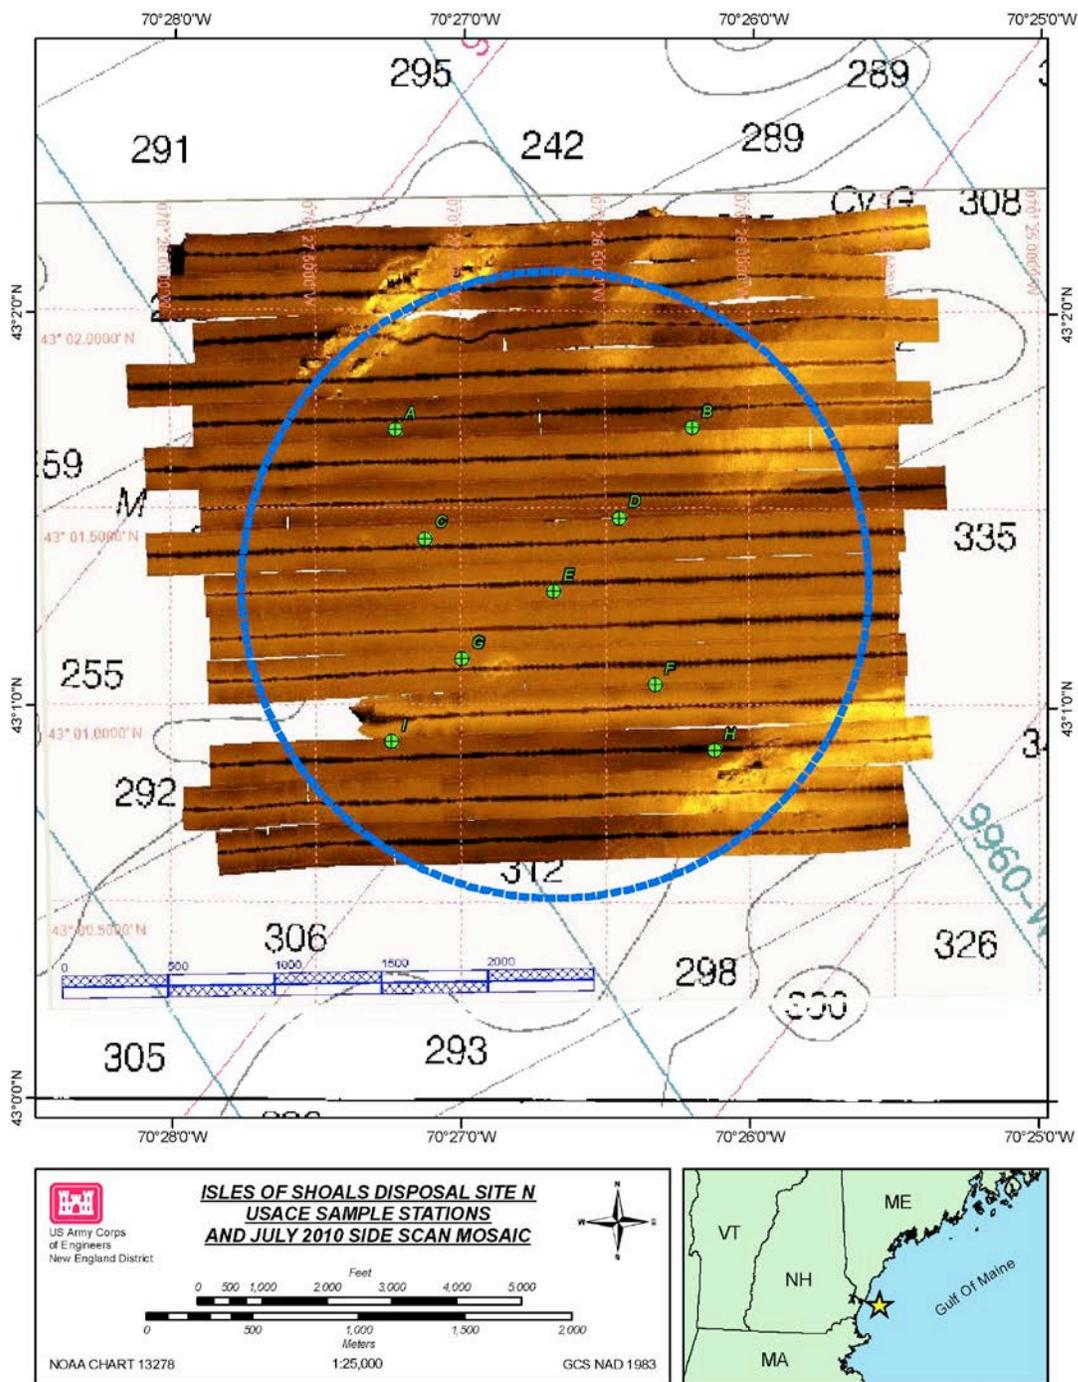 70°28'0"W 70°27'0"W 70°26'0"W 70°25'0"W
295
289
291
242
289
308
43°2'0"N
43°2'0"N
43° 02.0000' N
A
B
M
D
C
43° 01.5000' N
335
E
G
F
255
43°1'0"N
43°1'0"N
43° 01.0000' N
I
H
292
9960-W
312
43° 00.5000' N
306
326
298
0 500 1000 1500 2000
305
293
43°0'0"N
43°0'0"N
70°28'0"W 70°27'0"W 70°26'0"W 70°25'0"W
US Army Corps
of Engineers
New England District
ISLES OF SHOALS DISPOSAL SITE N
USACE SAMPLE STATIONS
AND JULY 2010 SIDE SCAN MOSAIC
N
W E
S
Feet
0 500 1,000 2,000 3,000 4,000 5,000
0 500 1,000 1,500 2,000
Meters
NOAA CHART 13278 1:25,000 GCS NAD 1983
ME
VT
NH
Gulf Of Maine
MA